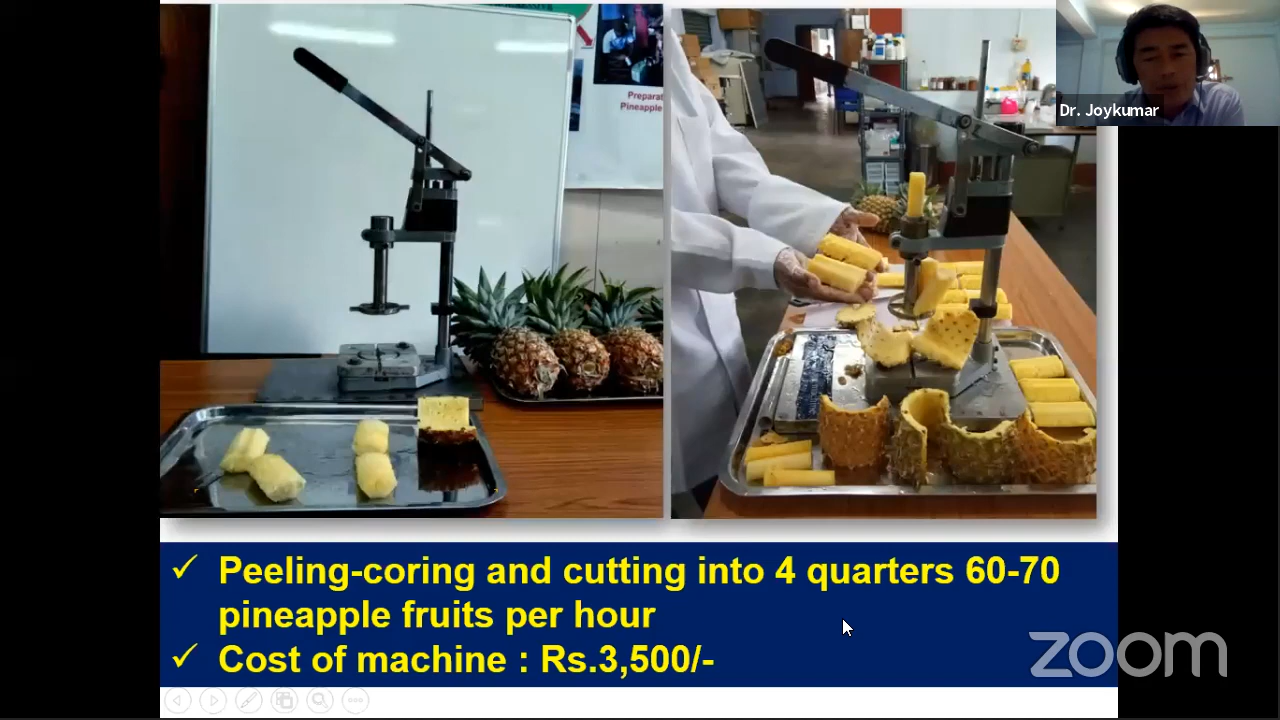 Preparat
Pineapple
Dr. Joykumar
✓ Peeling-coring and cutting into 4 quarters 60-70
pineapple fruits per hour
✓ Cost of machine : Rs.3,500/-
zoom